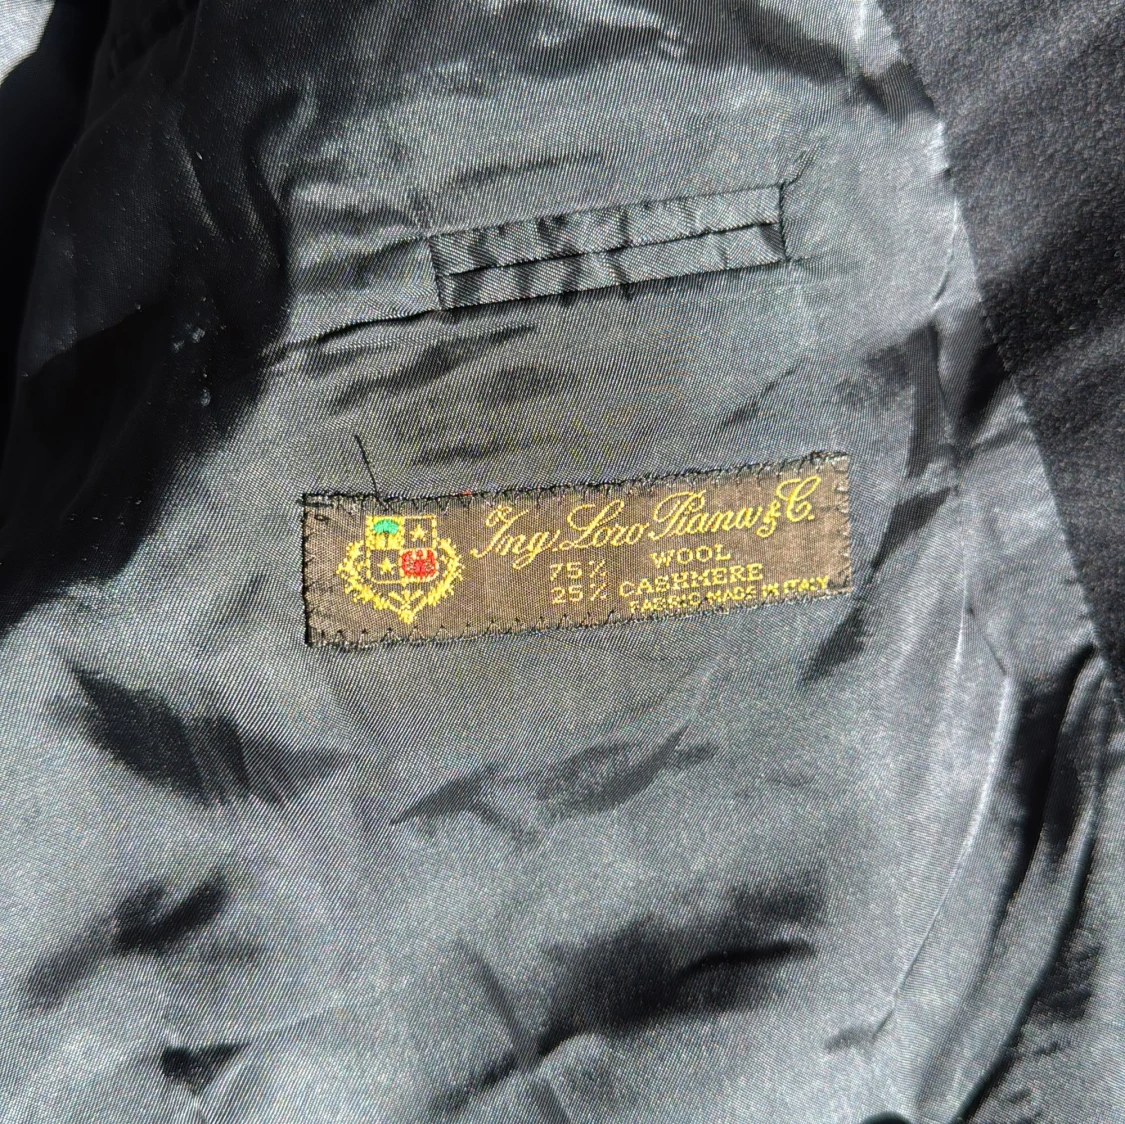 Ing. Loro Piana & C.
75% WOOL
25% CASHMERE
FABRIC MADE IN ITALY